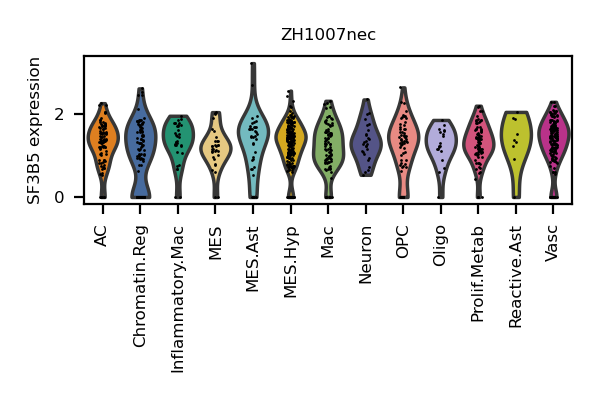 ZH1007nec
SF3B5 expression
2
0
AC
Chromatin.Reg
Inflammatory.Mac
MES
MES.Ast
MES.Hyp
Mac
Neuron
OPC
Oligo
Prolif.Metab
Reactive.Ast
Vasc